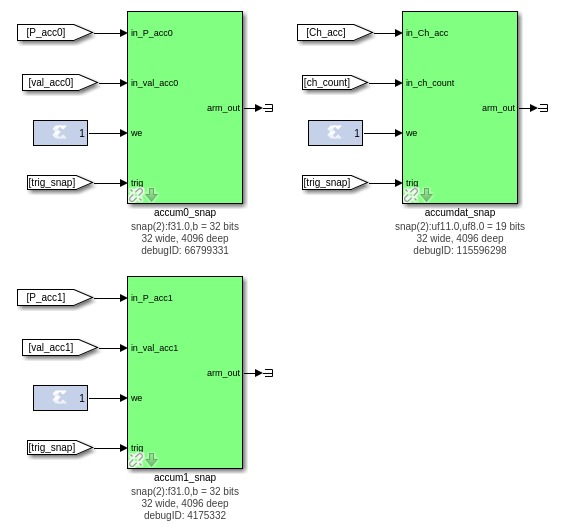 [P_acc0]
in_P_acc0
[val_acc0]
in_val_acc0
arm_out
1
we
[trig_snap]
trig
accum0_snap
snap(2):f31.0,b = 32 bits
32 wide, 4096 deep
debugID: 66799331
[Ch_acc]
in_Ch_acc
[ch_count]
in_ch_count
arm_out
1
we
[trig_snap]
trig
accumdat_snap
snap(2):uf11.0,uf8.0 = 19 bits
32 wide, 4096 deep
debugID: 115596298
[P_acc1]
in_P_acc1
[val_acc1]
in_val_acc1
arm_out
1
we
[trig_snap]
trig
accum1_snap
snap(2):f31.0,b = 32 bits
32 wide, 4096 deep
debugID: 4175332